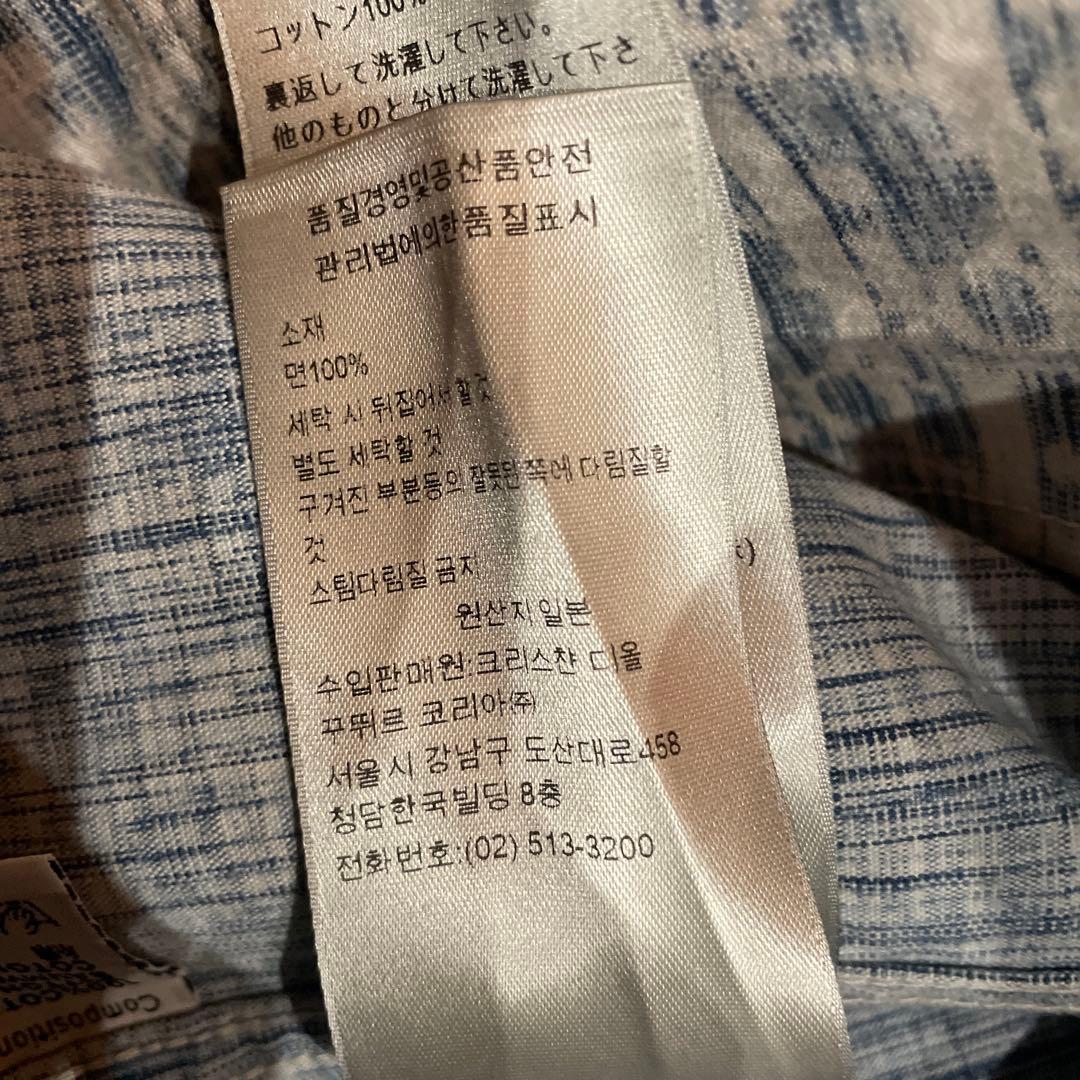 コットン100%
裏返して洗濯して下さい。
他のものと分けて洗濯して下さ
품질경영및공산품안전
관리법에의한품질표시
소재
면100%
세탁 시 뒤집어서 할 것
별도 세탁할 것
구겨진 부분등의 잘못된 쪽에 다림질할
것
스팀다림질 금지
원산지 일본
수입판매원:크리스챤 디올
꾸뛰르 코리아㈜
서울시 강남구 도산대로458
청담한국빌딩 8층
전화번호:(02) 513-3200
Composition